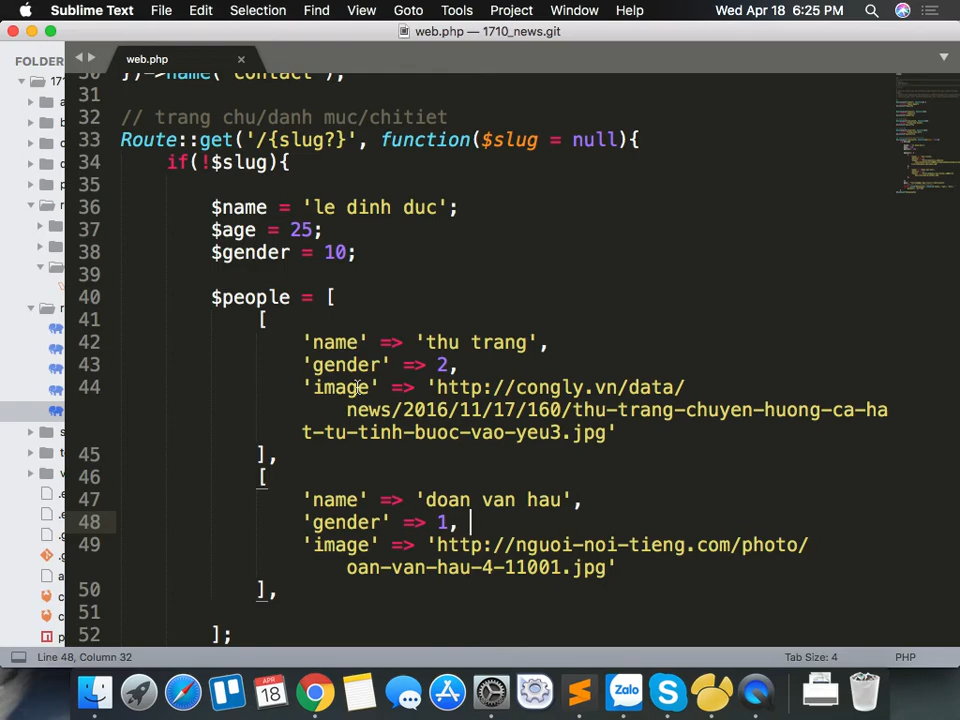 Sublime Text File Edit Selection Find View Goto Tools Project Window Help Wed Apr 18 6:25 PM
web.php — 1710_news.git
FOLDER
web.php
31
32 // trang chu/danh muc/chitiet
33 Route::get('/{slug?}', function($slug = null){
34 if(!$slug){
35
36 $name = 'le dinh duc';
37 $age = 25;
38 $gender = 10;
39
40 $people = [
41 [
42 'name' => 'thu trang',
43 'gender' => 2,
44 'image' => 'http://congly.vn/data/
news/2016/11/17/160/thu-trang-chuyen-huong-ca-ha
t-tu-tinh-buoc-vao-yeu3.jpg'
45 ],
46 [
47 'name' => 'doan van hau',
48 'gender' => 1,
49 'image' => 'http://nguoi-noi-tieng.com/photo/
oan-van-hau-4-11001.jpg'
50 ],
51
52 ];
Line 48, Column 32 Tab Size: 4 PHP
APR
18
Zalo